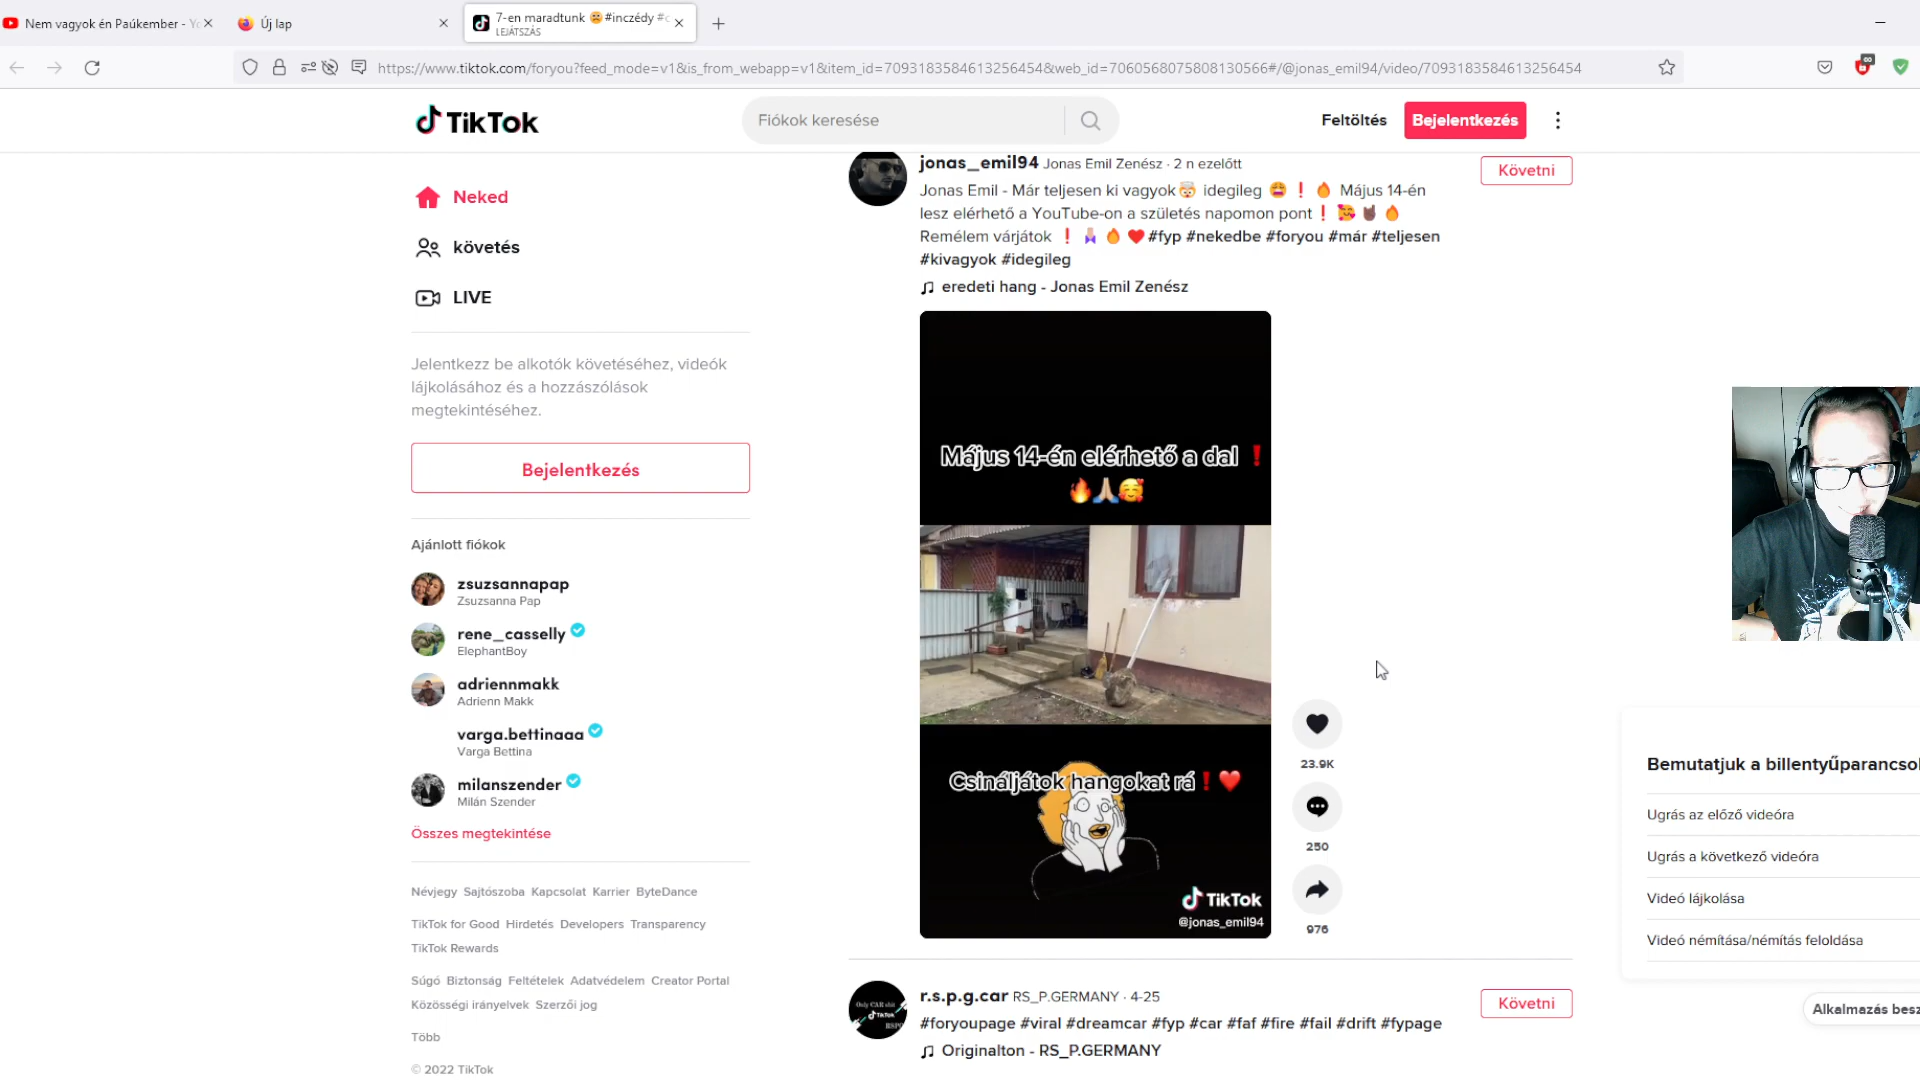 Nem vagyok én Paúkember - Yo
Új lap
7-en maradtunk 😕#inczédy #c
LEJÁTSZÁS
https://www.tiktok.com/foryou?feed_mode=v1&is_from_webapp=v1&item_id=7093183584613256454&web_id=7060568075808130566#/@jonas_emil94/video/7093183584613256454
TikTok
Fiókok keresése
Feltöltés
Bejelentkezés
Neked
követés
LIVE
Jelentkezz be alkotók követéséhez, videók
lájkolásához és a hozzászólások
megtekintéséhez.
Bejelentkezés
Ajánlott fiókok
zsuzsannapap
Zsuzsanna Pap
rene_casselly
ElephantBoy
adriennmakk
Adrienn Makk
varga.bettinaaa
Varga Bettina
milanszender
Milán Szender
Összes megtekintése
Névjegy Sajtószoba Kapcsolat Karrier ByteDance
TikTok for Good Hirdetés Developers Transparency
TikTok Rewards
Súgó Biztonság Feltételek Adatvédelem Creator Portal
Közösségi irányelvek Szerzői jog
Több
© 2022 TikTok
jonas_emil94 Jonas Emil Zenész · 2 n ezelőtt
Követni
Jonas Emil - Már teljesen ki vagyok🤯 idegileg 🤩 ❗ 🔥 Május 14-én
lesz elérhető a YouTube-on a születés napomon pont ❗ 🥰 🤘🏿 🔥
Remélem várjátok ❗ 🙏 🔥 ❤️ #fyp #nekedbe #foryou #már #teljesen
#kivagyok #idegileg
eredeti hang - Jonas Emil Zenész
Május 14-én elérhető a dal ❗
🔥🙏🏼🥰
Csináljátok hangokat rá❗❤️
TikTok
@jonas_emil94
23.9K
250
976
r.s.p.g.car RS_P.GERMANY · 4-25
Követni
#foryoupage #viral #dreamcar #fyp #car #faf #fire #fail #drift #fypage
Originalton - RS_P.GERMANY
Bemutatjuk a billentyűparancsol
Ugrás az előző videóra
Ugrás a következő videóra
Videó lájkolása
Videó némítása/némítás feloldása
Alkalmazás besz